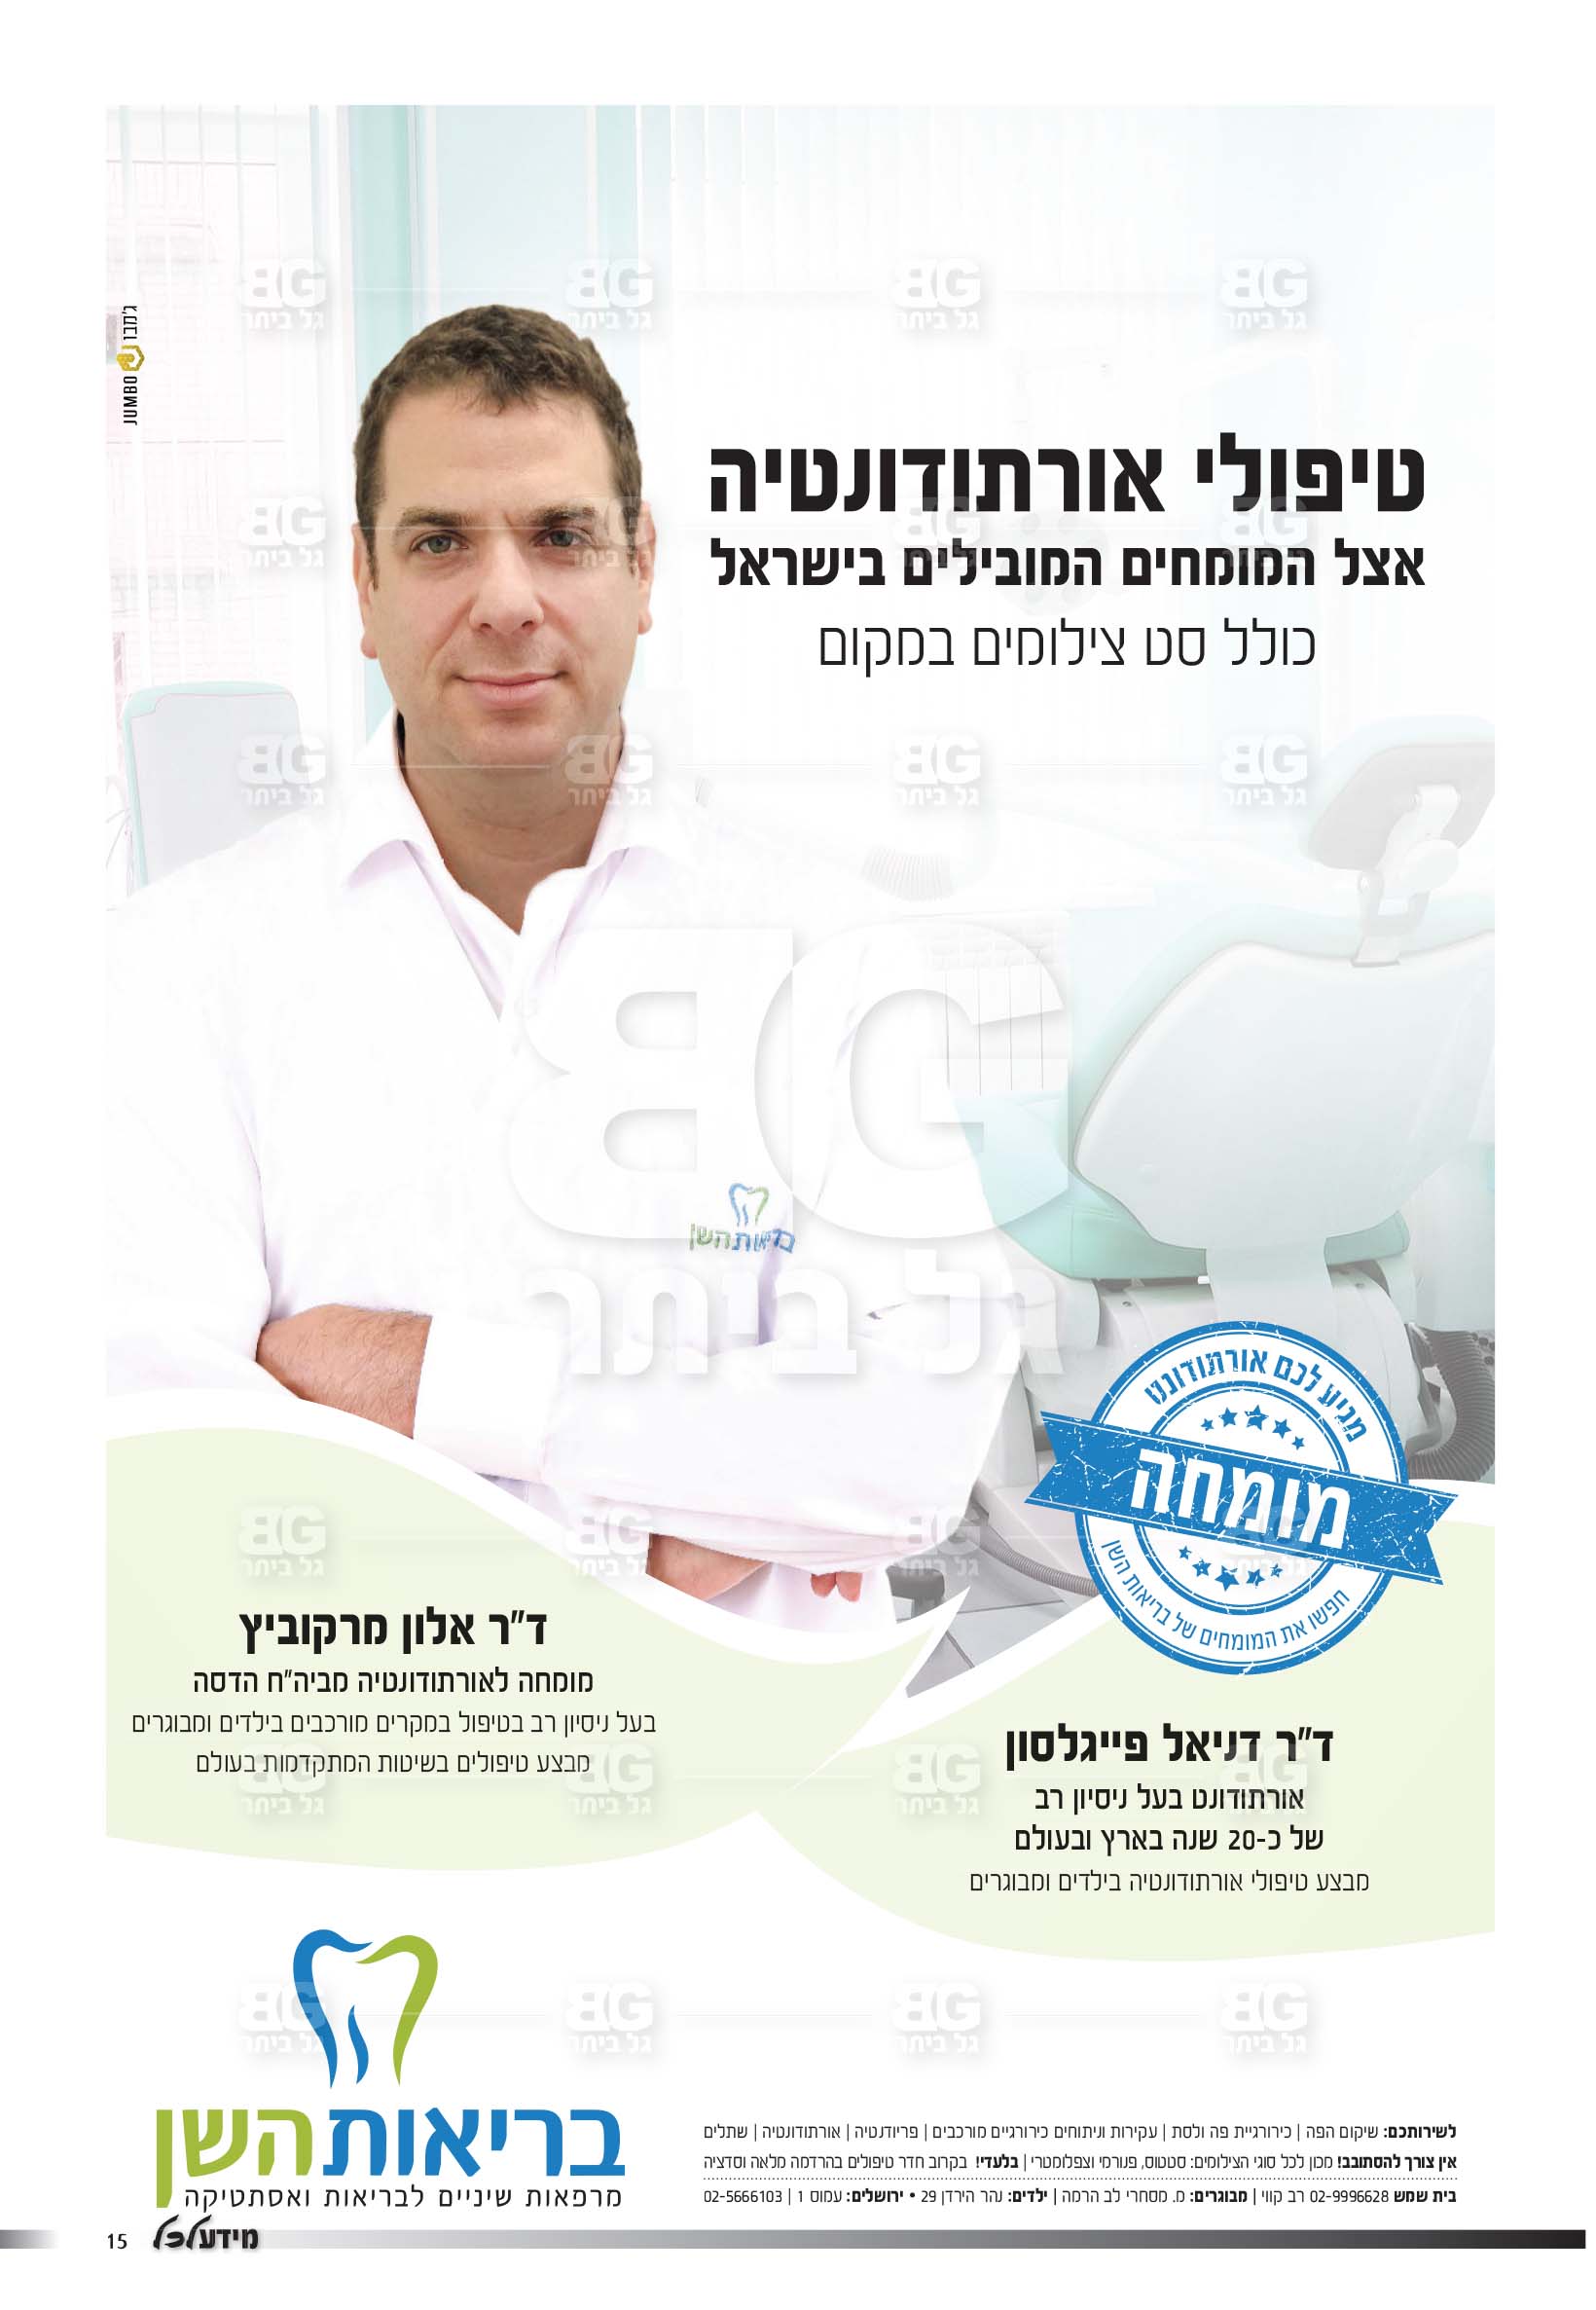 ג'מבו JUMBO
טיפולי אורתודונטיה
אצל המומחים המובילים בישראל
כולל סט צילומים במקום
BG
גל ביתר
בריאות השן
מגיע לכם אורתודונט
מומחה
חפשו את המומחים של בריאות השן
ד"ר אלון מרקוביץ
מומחה לאורתודונטיה מביה"ח הדסה
בעל ניסיון רב בטיפול במקרים מורכבים בילדים ומבוגרים
מבצע טיפולים בשיטות המתקדמות בעולם
ד"ר דניאל פייגלסון
אורתודונט בעל ניסיון רב
של כ-20 שנה בארץ ובעולם
מבצע טיפולי אורתודונטיה בילדים ומבוגרים
בריאותהשן
מרפאות שיניים לבריאות ואסתטיקה
לשירותכם: שיקום הפה | כירורגיית פה ולסת | עקירות וניתוחים כירורגיים מורכבים | פריודנטיה | אורתודונטיה | שתלים
אין צורך להסתובב! מכון לכל סוגי הצילומים: סטטוס, פנורמי וצפלומטרי | בלעדי! בקרוב חדר טיפולים בהרדמה מלאה וסדציה
בית שמש 02-9996628 רב קווי | מבוגרים: מ. מסחרי לב הרמה | ילדים: נהר הירדן 29 • ירושלים: עמוס 1 | 02-5666103
מידע לכל 15